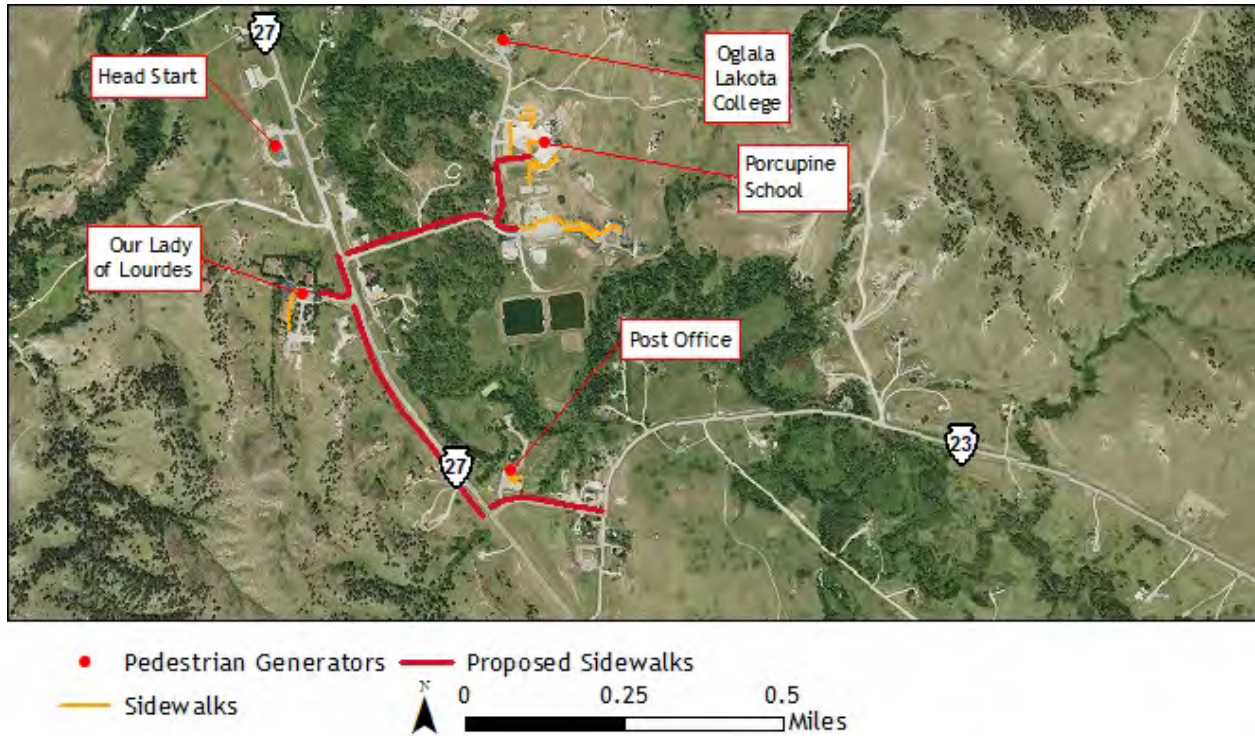 27
Head Start
Oglala
Lakota
College
Porcupine
School
Our Lady
of Lourdes
Post Office
27
23
Pedestrian Generators
Proposed Sidewalks
Sidewalks
N
0 0.25 0.5
Miles